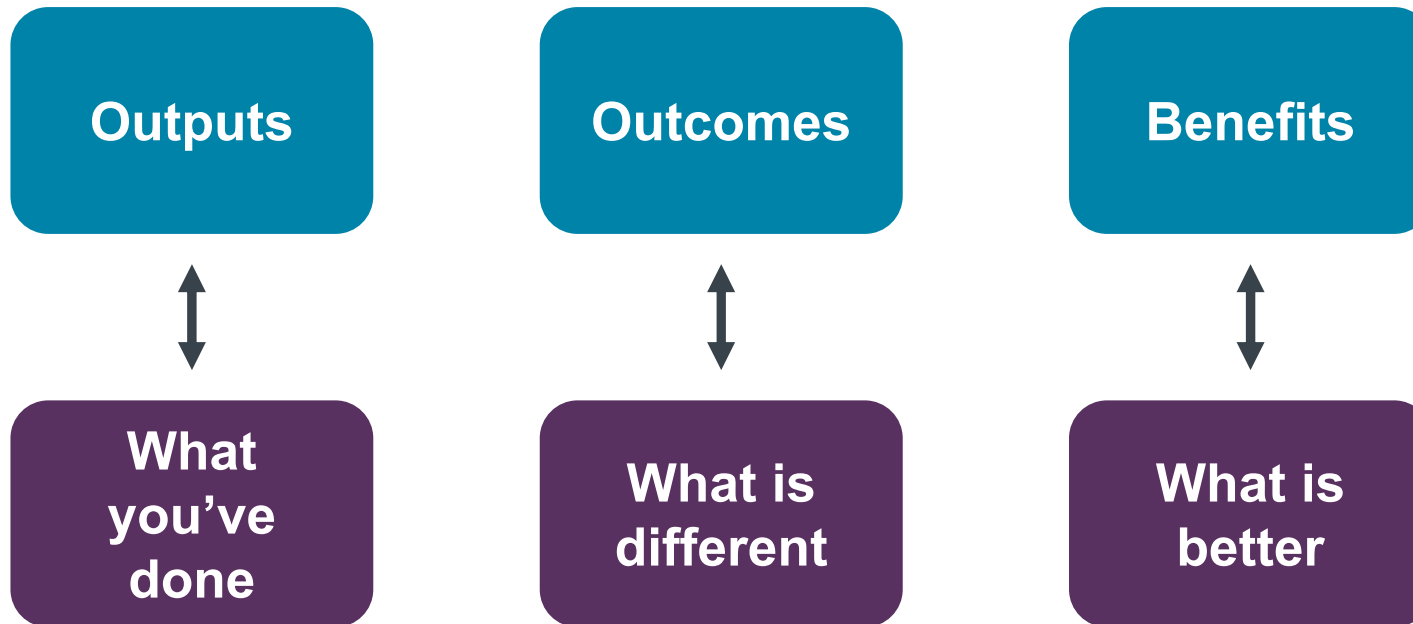 Outputs
Outcomes
Benefits
What
you’ve
done
What is
different
What is
better